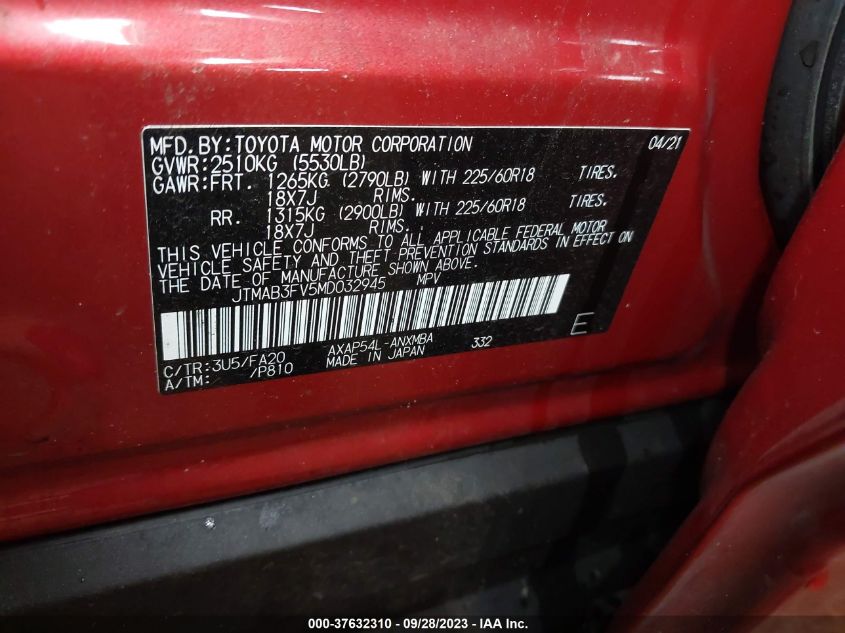 MFD. BY: TOYOTA MOTOR CORPORATION 04/21
GVWR: 2510KG (5530LB)
GAWR: FRT. 1265KG (2790LB) WITH 225/60R18 TIRES.
18X7J RIMS.
RR. 1315KG (2900LB) WITH 225/60R18 TIRES.
18X7J RIMS.
THIS VEHICLE CONFORMS TO ALL APPLICABLE FEDERAL MOTOR
VEHICLE SAFETY AND THEFT PREVENTION STANDARDS IN EFFECT ON
THE DATE OF MANUFACTURE SHOWN ABOVE.
JTMAB3FV5MD032945 MPV
E
C/TR: 3U5/FA20 AXAP54L-ANXMBA 332
A/TM: /P810 MADE IN JAPAN
000-37632310 - 09/28/2023 - IAA Inc.